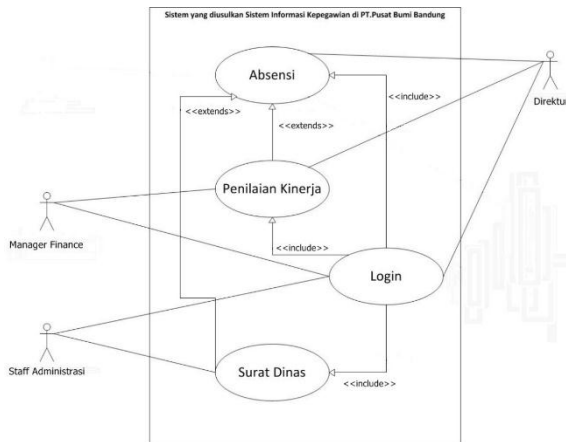 Sistem yang diusulkan Sistem Informasi Kepegawian di PT.Pusat Bumi Bandung
Absensi
<<include>>
Direktu
<<extends>>
<<extends>>
Penilaian Kinerja
Manager Finance
<<include>>
Login
Staff Administrasi
Surat Dinas
<<include>>